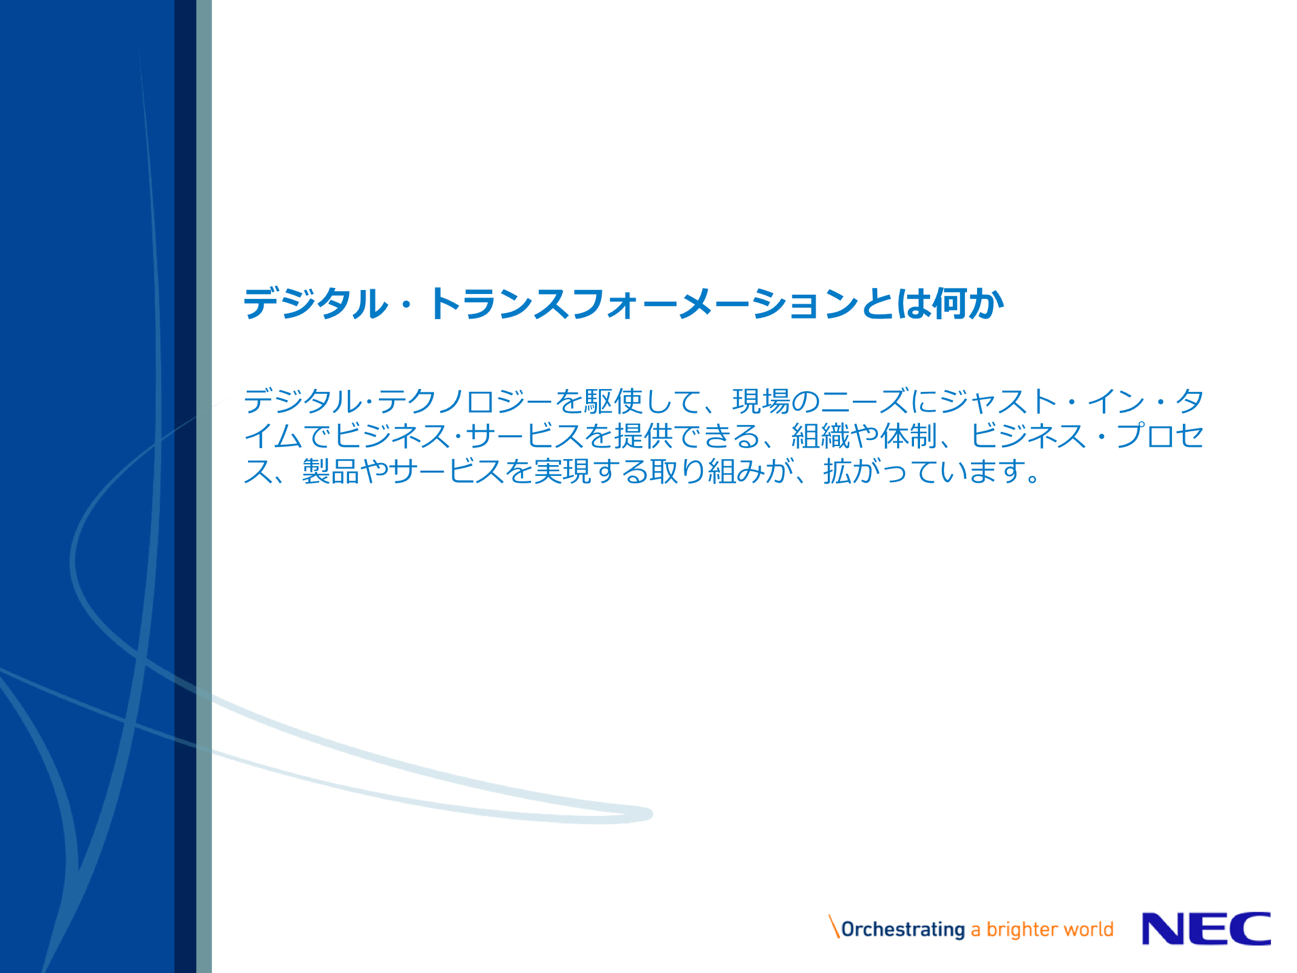 デジタル・トランスフォーメーションとは何か
デジタル･テクノロジーを駆使して、現場のニーズにジャスト・イン・タ
イムでビジネス･サービスを提供できる、組織や体制、ビジネス・プロセ
ス、製品やサービスを実現する取り組みが、拡がっています。
\Orchestrating a brighter world NEC